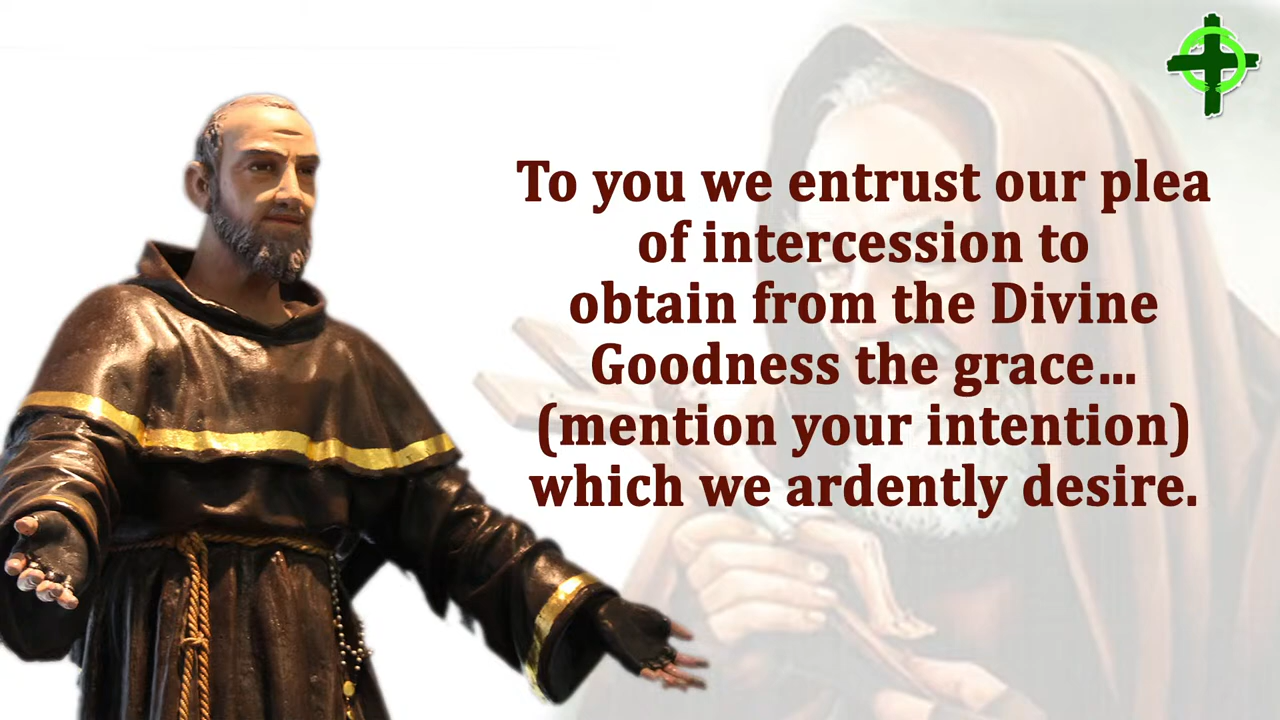 To you we entrust our plea
of intercession to
obtain from the Divine
Goodness the grace...
(mention your intention)
which we ardently desire.